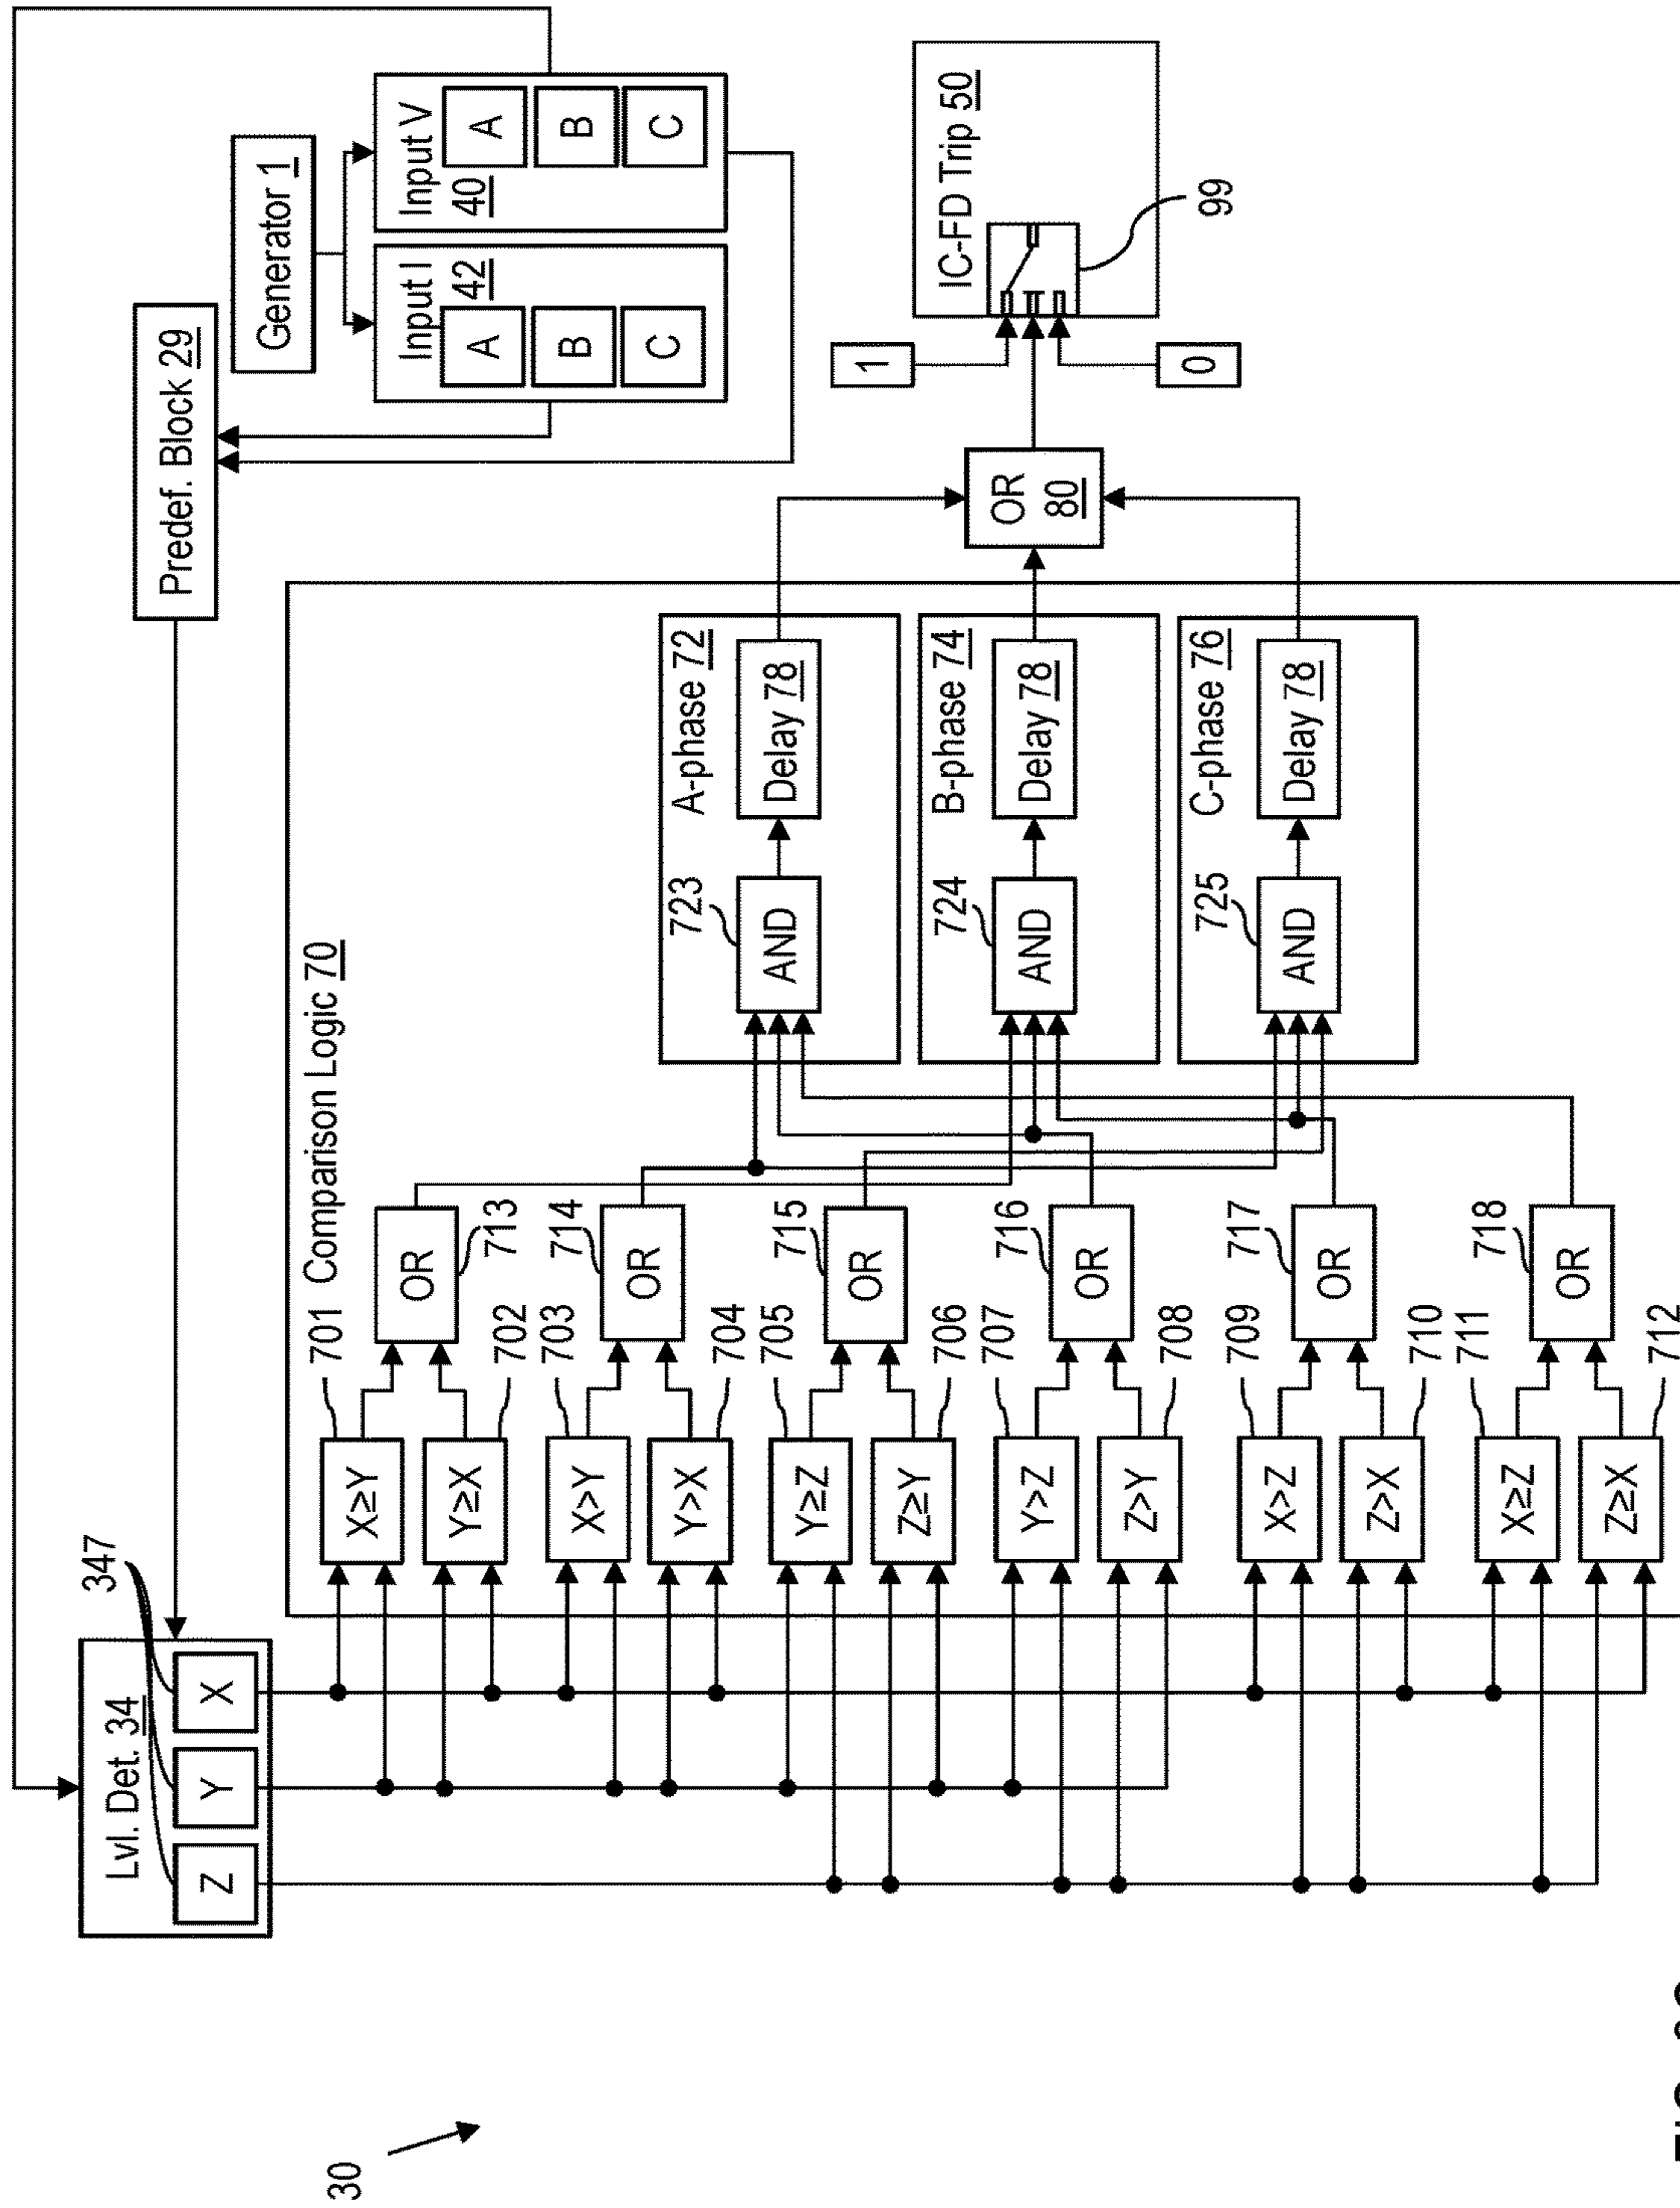 30
Lvl. Det. 34
Z
Y
X
347
Predef. Block 29
Generator 1
Input I
42
A
B
C
Input V
40
A
B
C
Comparison Logic 70
X≥Y
701
Y≥X
702
X>Y
703
Y>X
704
Y≥Z
705
Z≥Y
706
Y>Z
707
Z>Y
708
X>Z
709
Z>X
710
X≥Z
711
Z≥X
712
OR
713
OR
714
OR
715
OR
716
OR
717
OR
718
A-phase 72
723
AND
Delay 78
B-phase 74
724
AND
Delay 78
C-phase 76
725
AND
Delay 78
OR
80
1
0
IC-FD Trip 50
99